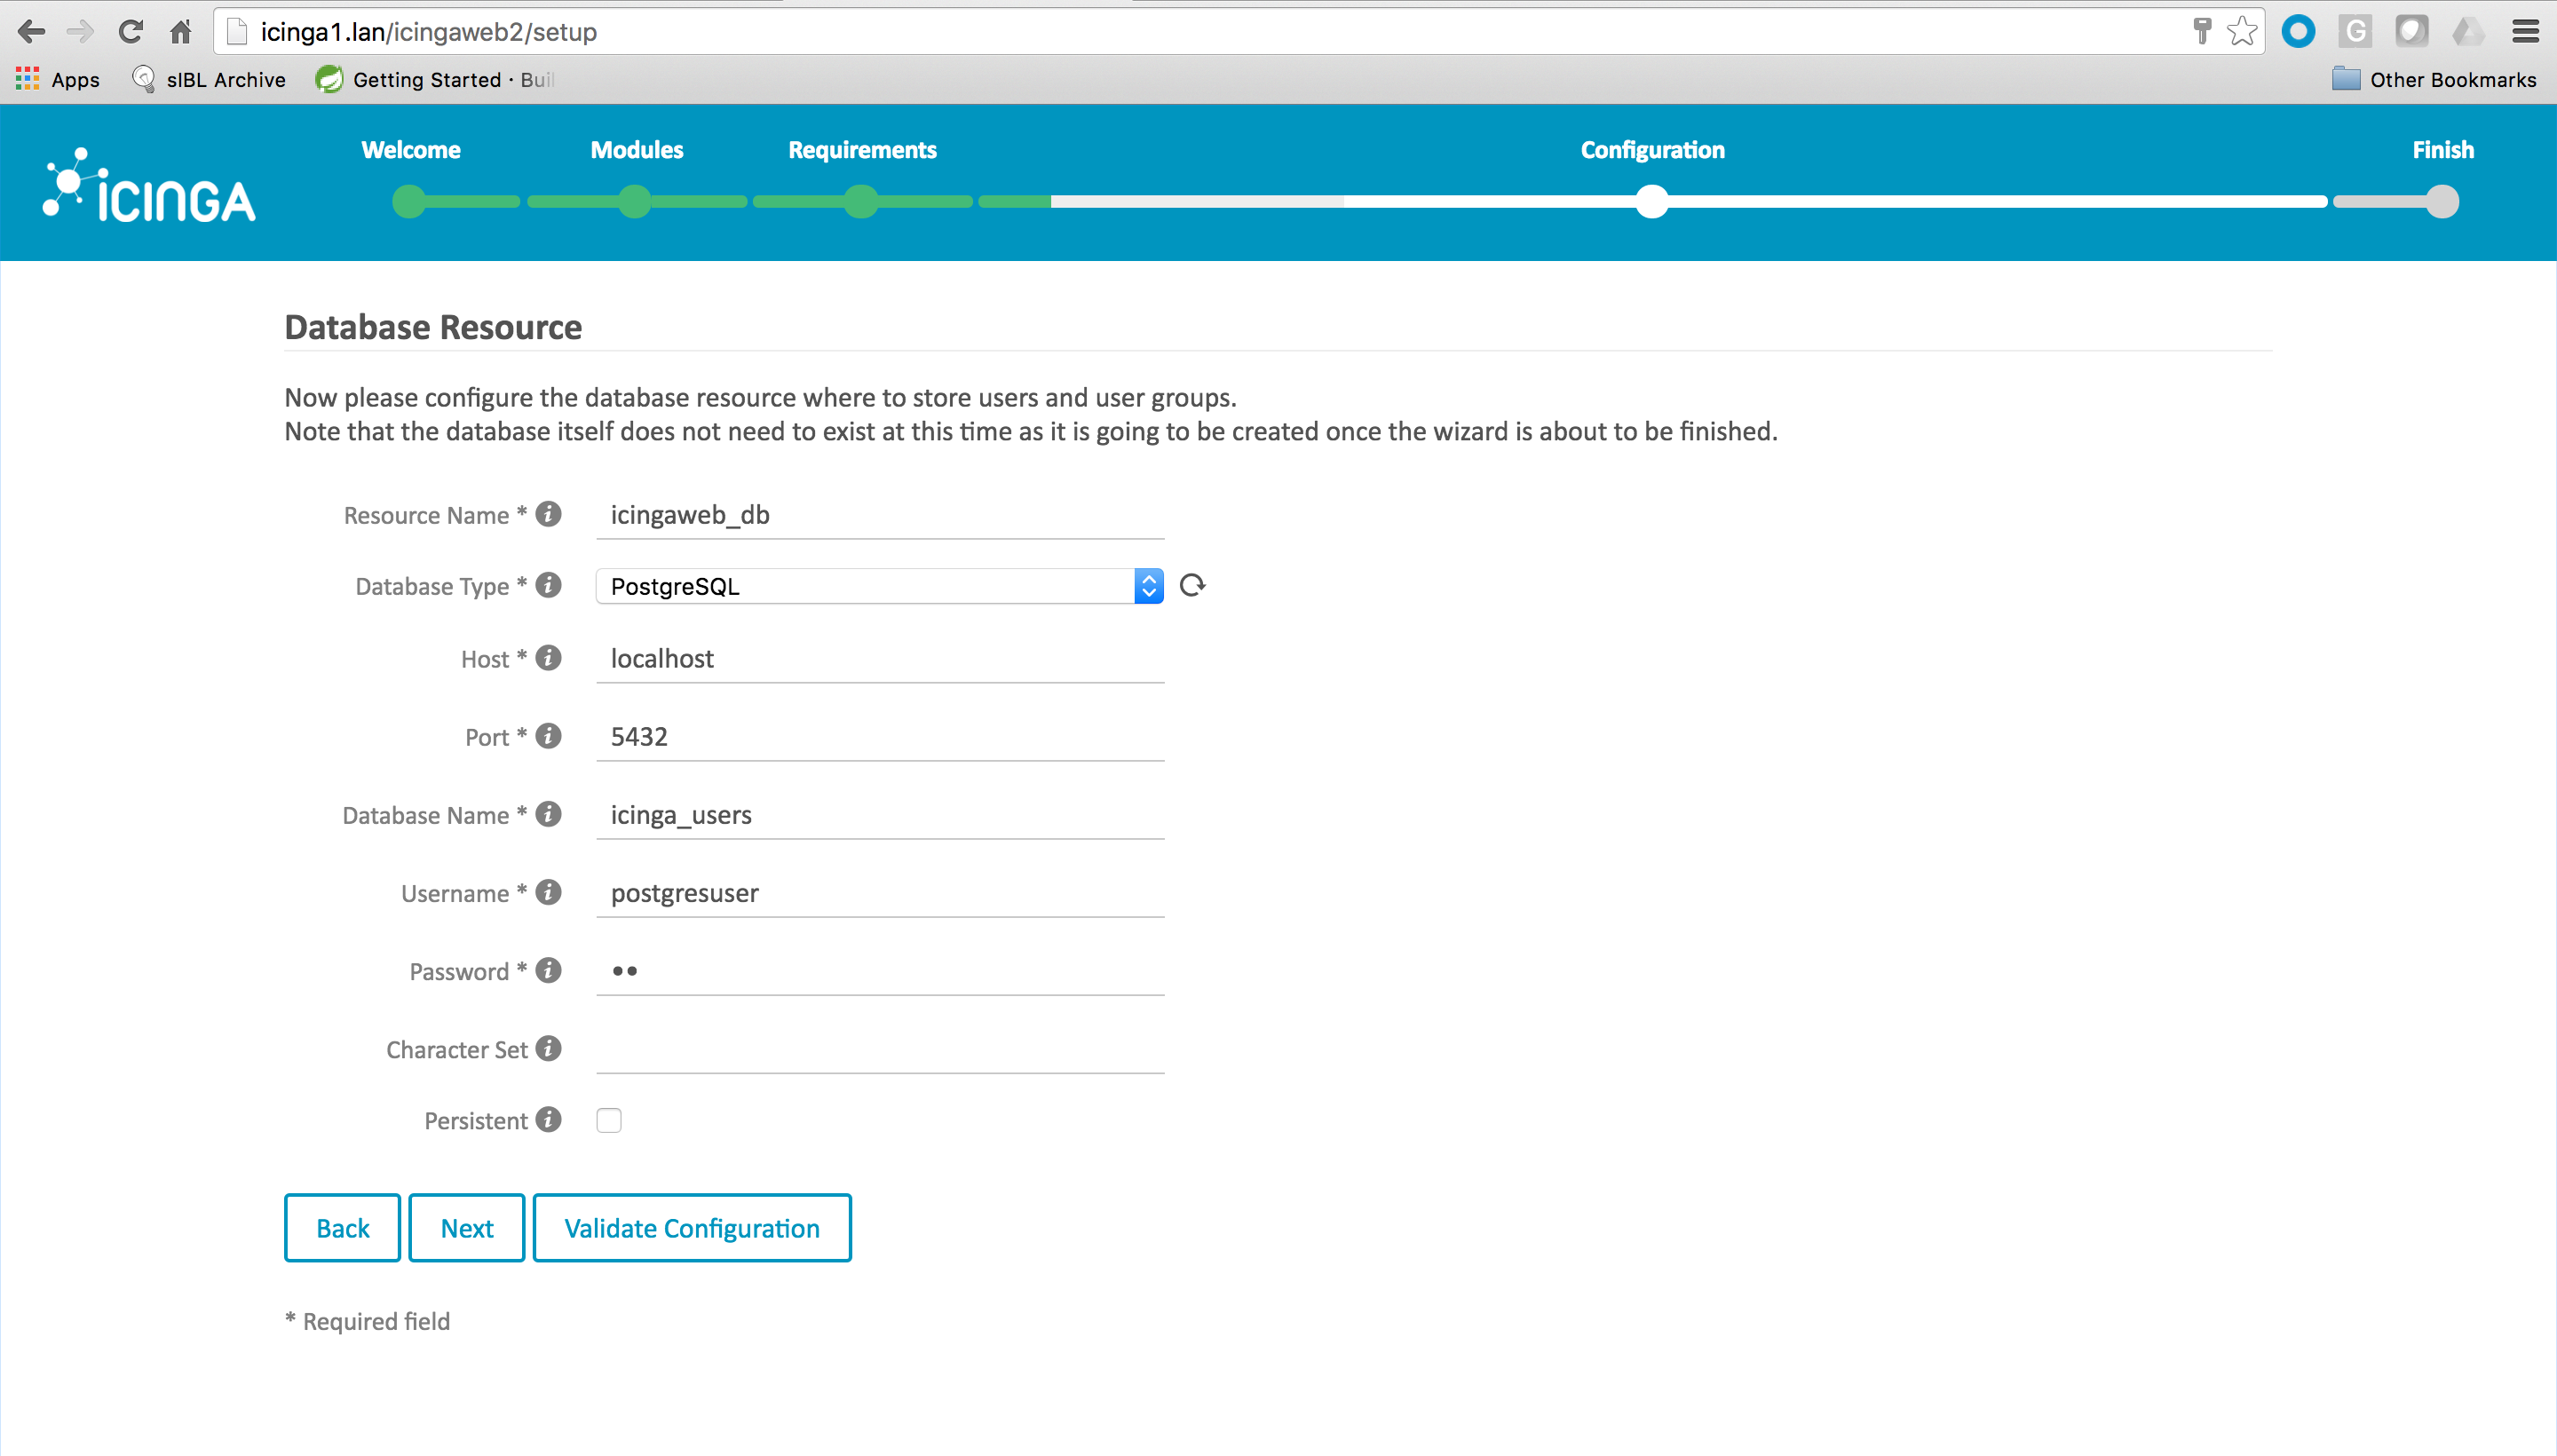 icinga1.lan/icingaweb2/setup
Apps sIBL Archive Getting Started · Buil Other Bookmarks
Welcome Modules Requirements Configuration Finish
ICINGA
Database Resource
Now please configure the database resource where to store users and user groups.
Note that the database itself does not need to exist at this time as it is going to be created once the wizard is about to be finished.
Resource Name * icingaweb_db
Database Type * PostgreSQL
Host * localhost
Port * 5432
Database Name * icinga_users
Username * postgresuser
Password * ••
Character Set
Persistent
Back Next Validate Configuration
* Required field